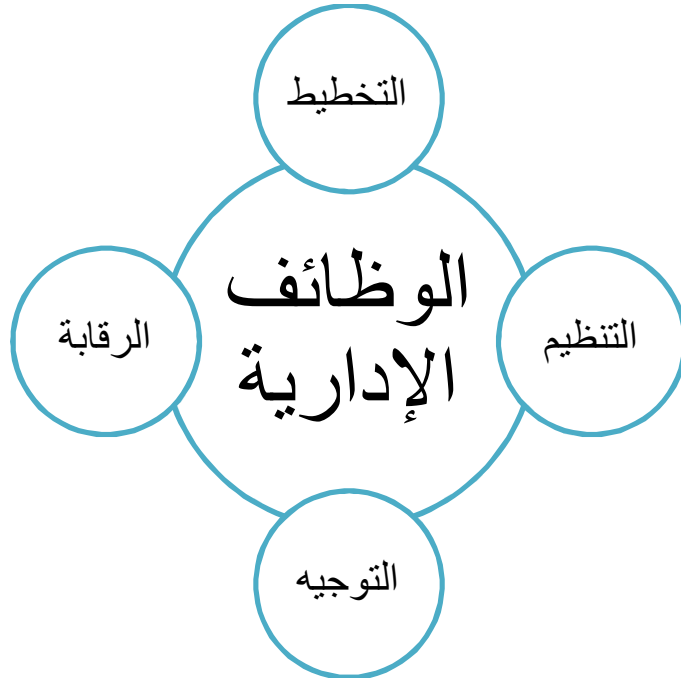 التخطيط
الوظائف
الإدارية
التنظيم
الرقابة
التوجيه